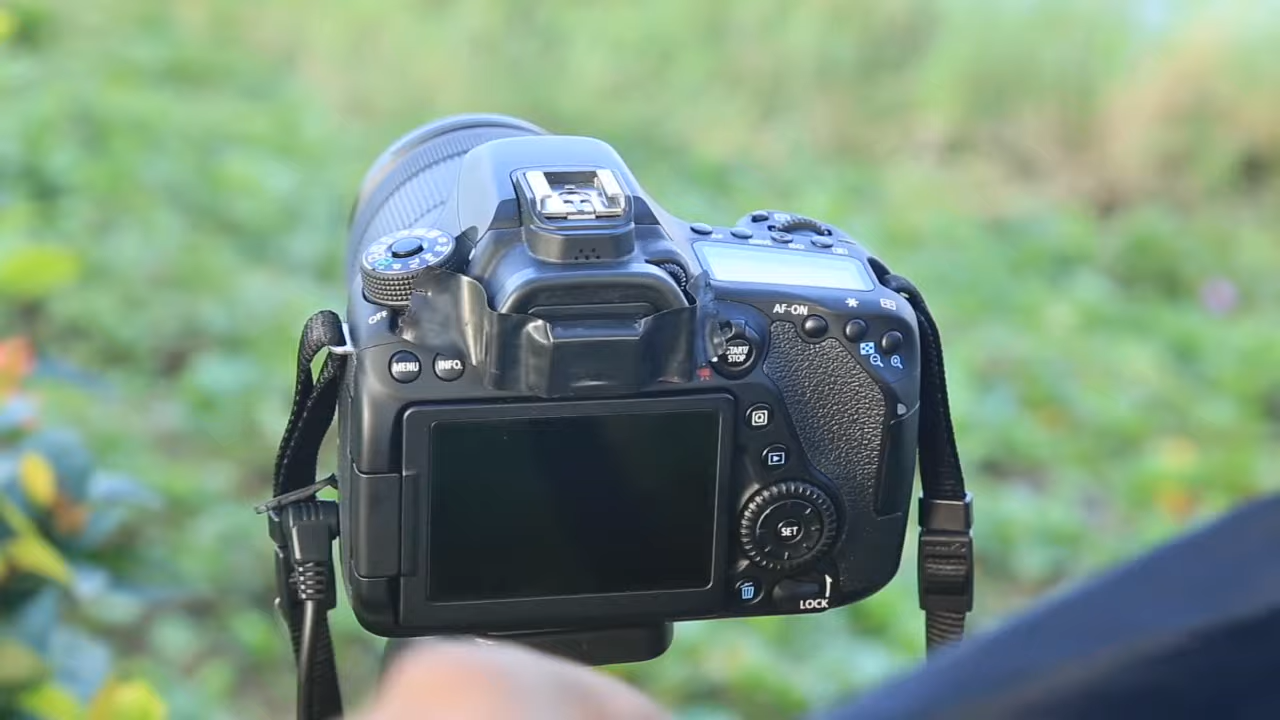 OFF
MENU
INFO.
AF-ON
START/
STOP
Q
SET
LOCK